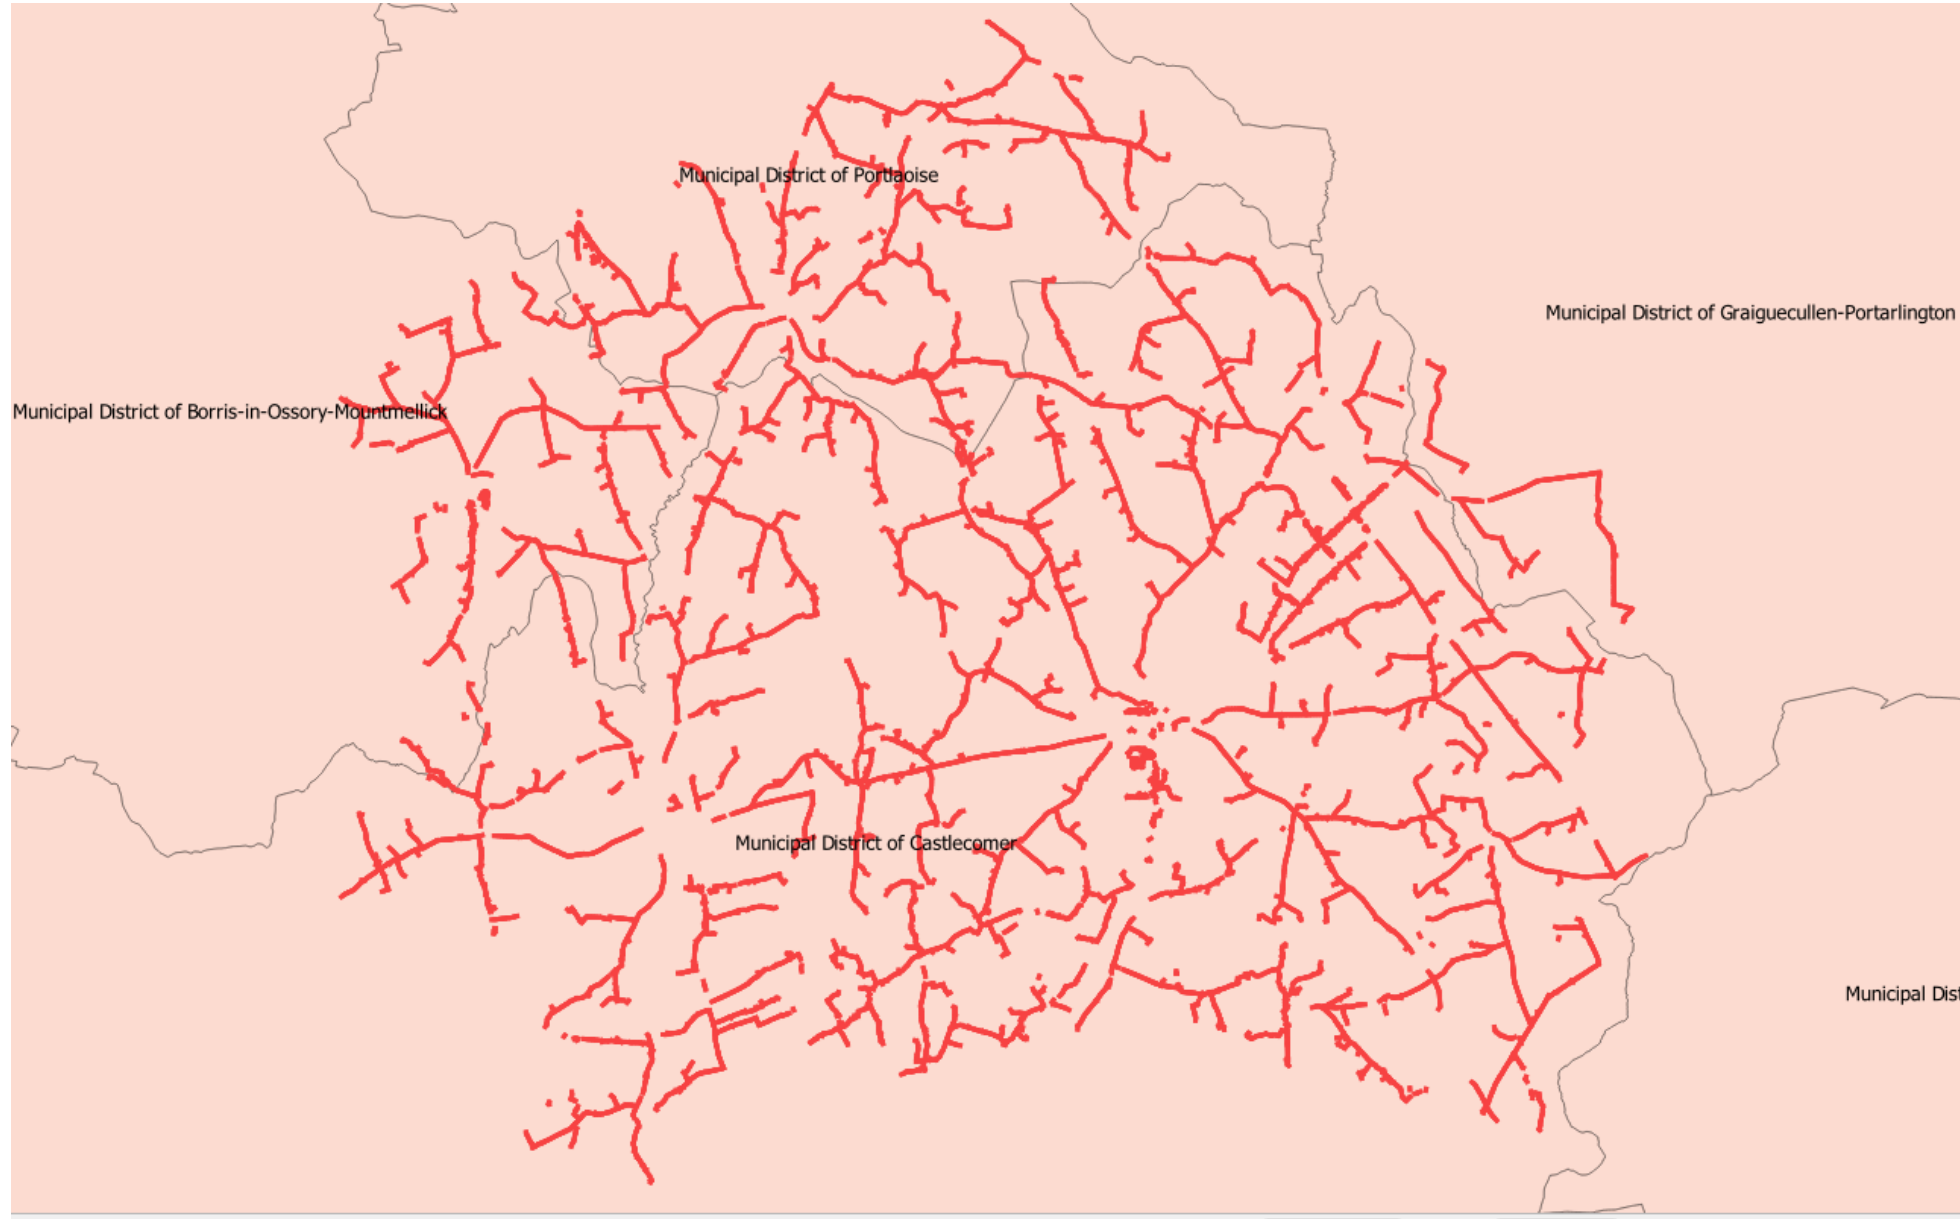 Municipal District of Portlaoise
Municipal District of Graiguecullen-Portarlington
Municipal District of Borris-in-Ossory-Mountmellick
Municipal District of Castlecomer
Municipal Dist